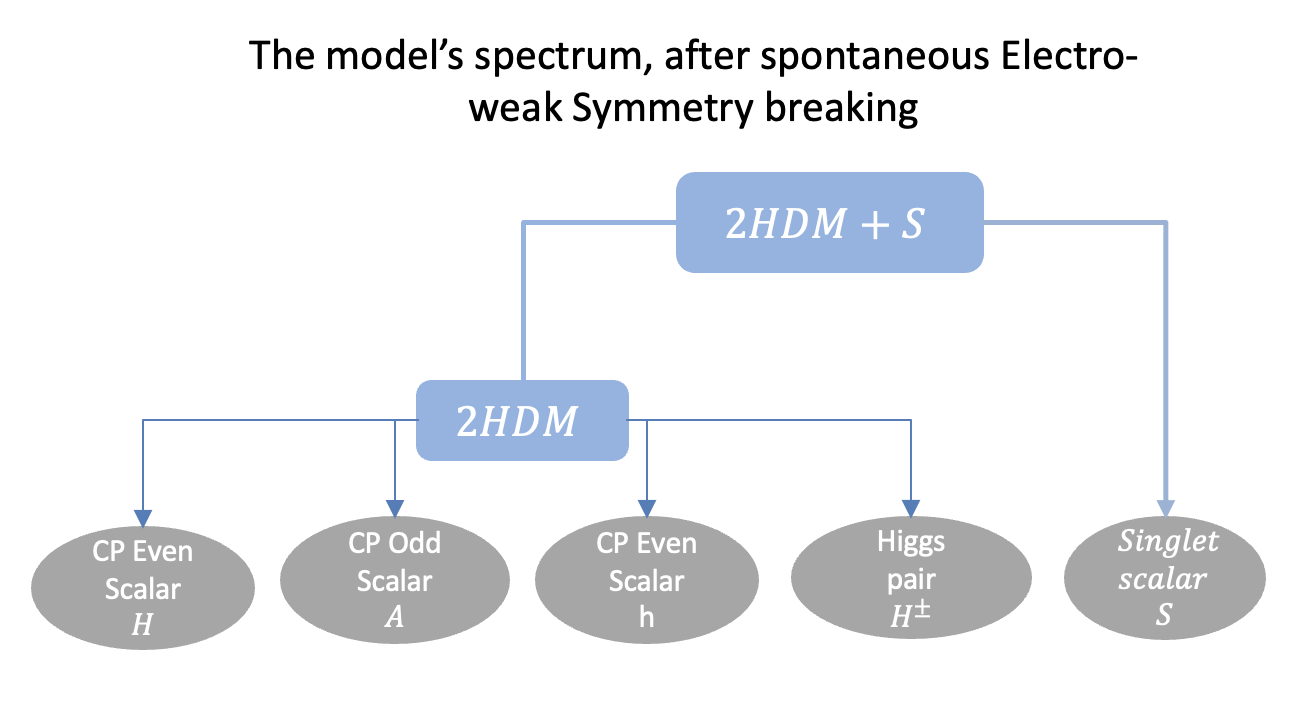 The model’s spectrum, after spontaneous Electro-
weak Symmetry breaking
2HDM + S
2HDM
CP Even
Scalar
H
CP Odd
Scalar
A
CP Even
Scalar
h
Higgs
pair
H±
Singlet
scalar
S